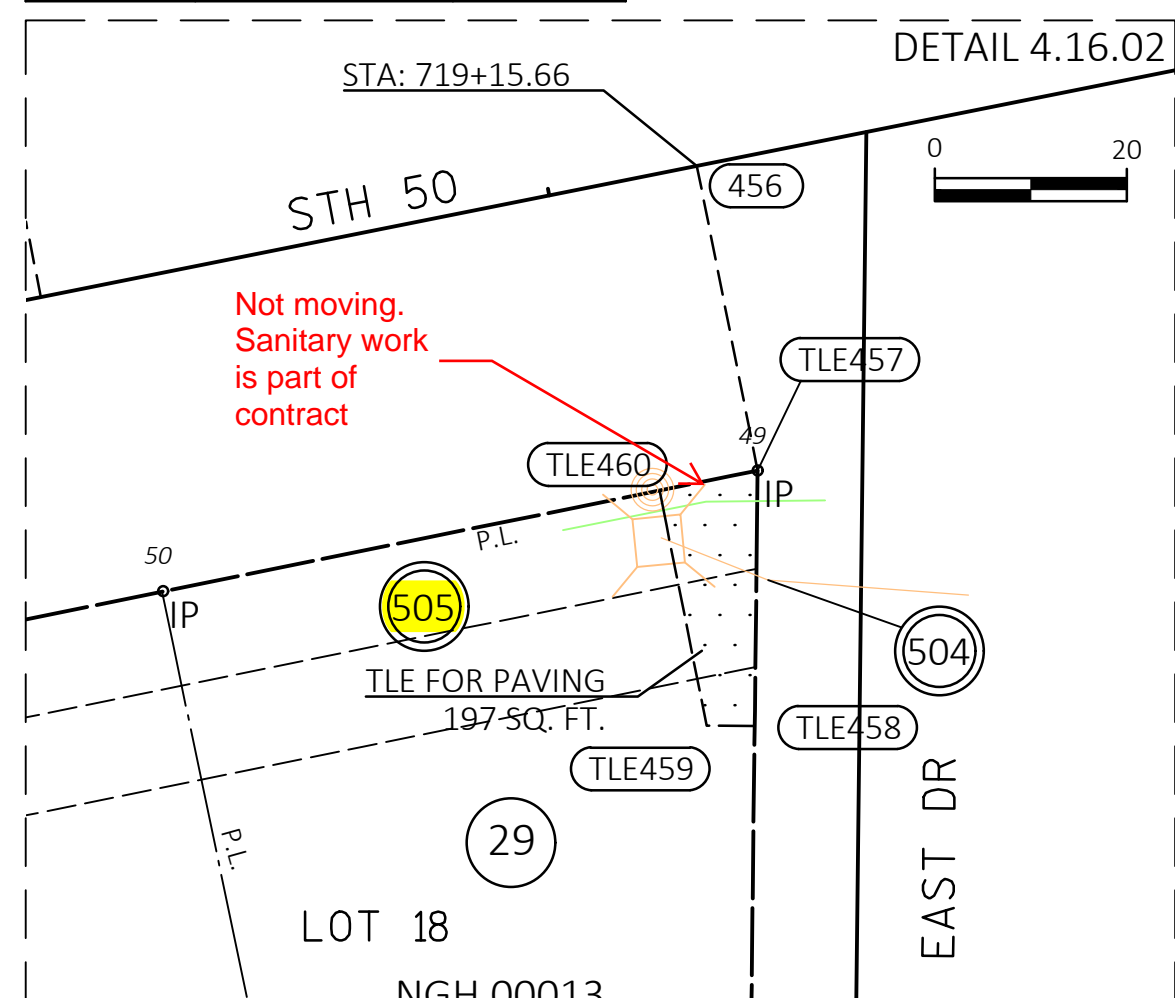 DETAIL 4.16.02
STA: 719+15.66
0 20
456
STH 50
Not moving.
Sanitary work
is part of
contract
TLE457
49
TLE460
IP
P.L.
50
IP
505
504
TLE FOR PAVING
197 SQ. FT.
TLE458
TLE459
29
P.L.
EAST DR
LOT 18
NGH 00013